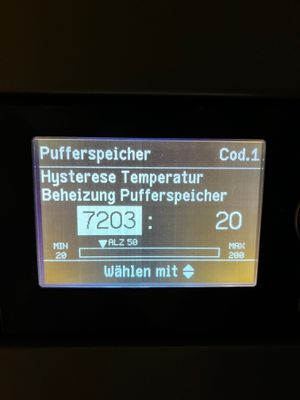 Pufferspeicher Cod.1
Hysterese Temperatur
Beheizung Pufferspeicher
7203 : 20
▼ALZ 50
MIN MAX
20 200
Wählen mit